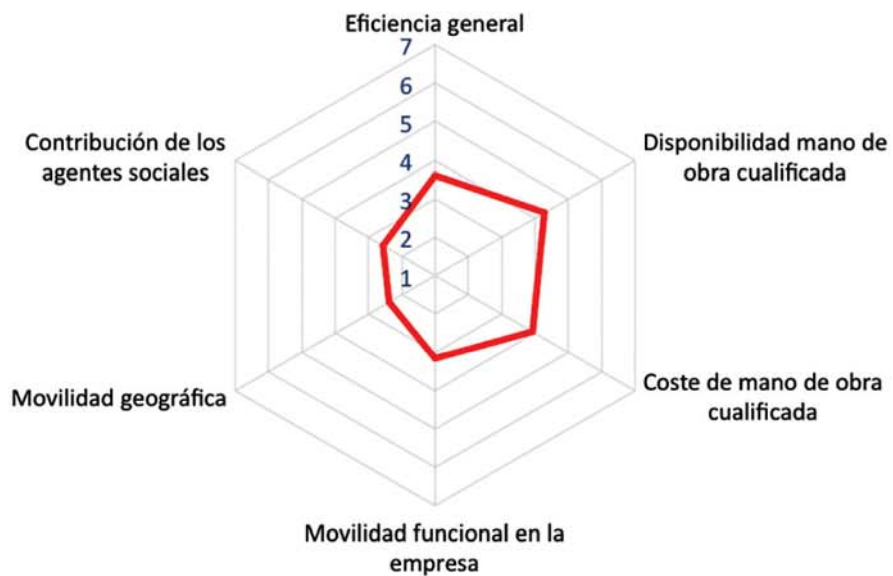 Eficiencia general
7
6
5
4
3
2
1
Disponibilidad mano de
obra cualificada
Coste de mano de obra
cualificada
Movilidad funcional en la
empresa
Movilidad geográfica
Contribución de los
agentes sociales